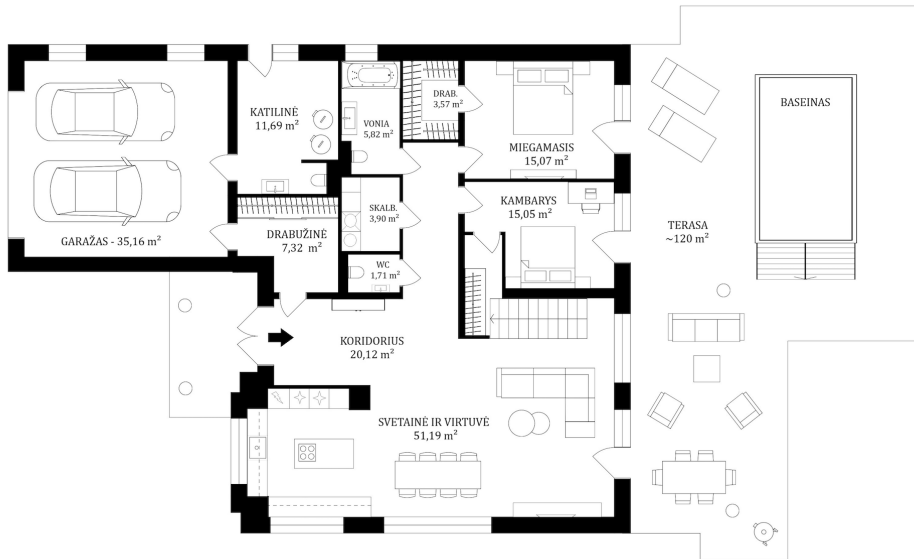 BASEINAS
DRAB.
3,57 m²
KATILINĖ
11,69 m²
VONIA
5,82 m²
MIEGAMASIS
15,07 m²
KAMBARYS
15,05 m²
SKALB.
3,90 m²
TERASA
~120 m²
GARAŽAS - 35,16 m²
DRABUŽINĖ
7,32 m²
WC
1,71 m²
KORIDORIUS
20,12 m²
SVETAINĖ IR VIRTUVĖ
51,19 m²